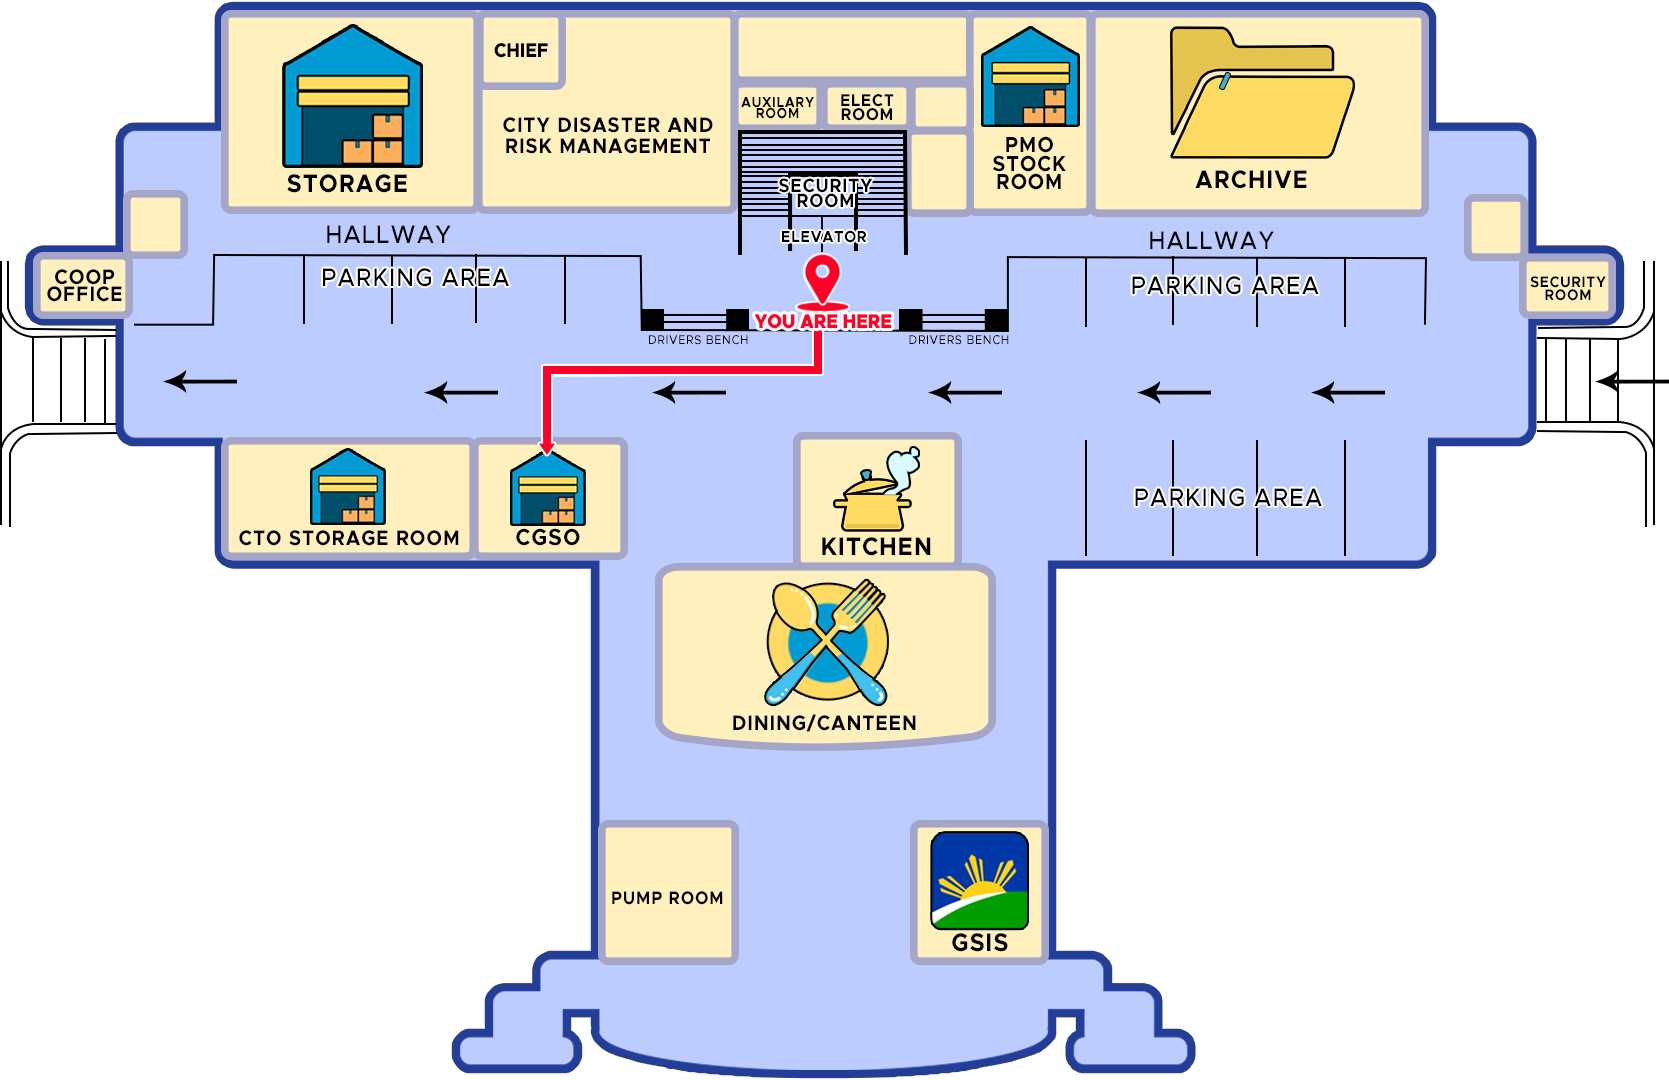 CHIEF
STORAGE
CITY DISASTER AND
RISK MANAGEMENT
AUXILARY
ROOM
ELECT
ROOM
SECURITY
ROOM
ELEVATOR
PMO
STOCK
ROOM
ARCHIVE
HALLWAY
PARKING AREA
HALLWAY
PARKING AREA
COOP
OFFICE
SECURITY
ROOM
YOU ARE HERE
DRIVERS BENCH
DRIVERS BENCH
CTO STORAGE ROOM
CGSO
KITCHEN
PARKING AREA
DINING/CANTEEN
PUMP ROOM
GSIS